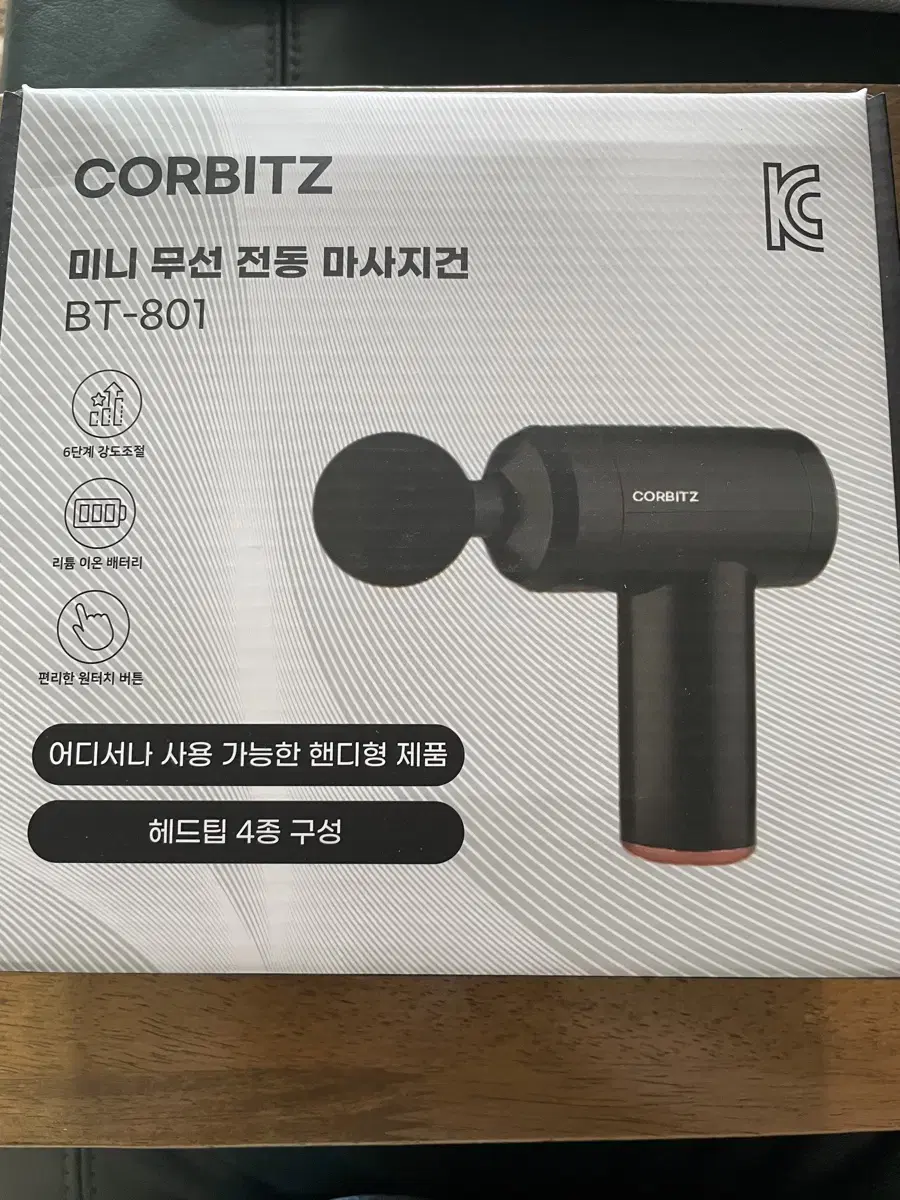 CORBITZ
KC
미니 무선 전동 마사지건
BT-801
6단계 강도조절
리튬 이온 배터리
편리한 원터치 버튼
CORBITZ
어디서나 사용 가능한 핸디형 제품
헤드팁 4종 구성